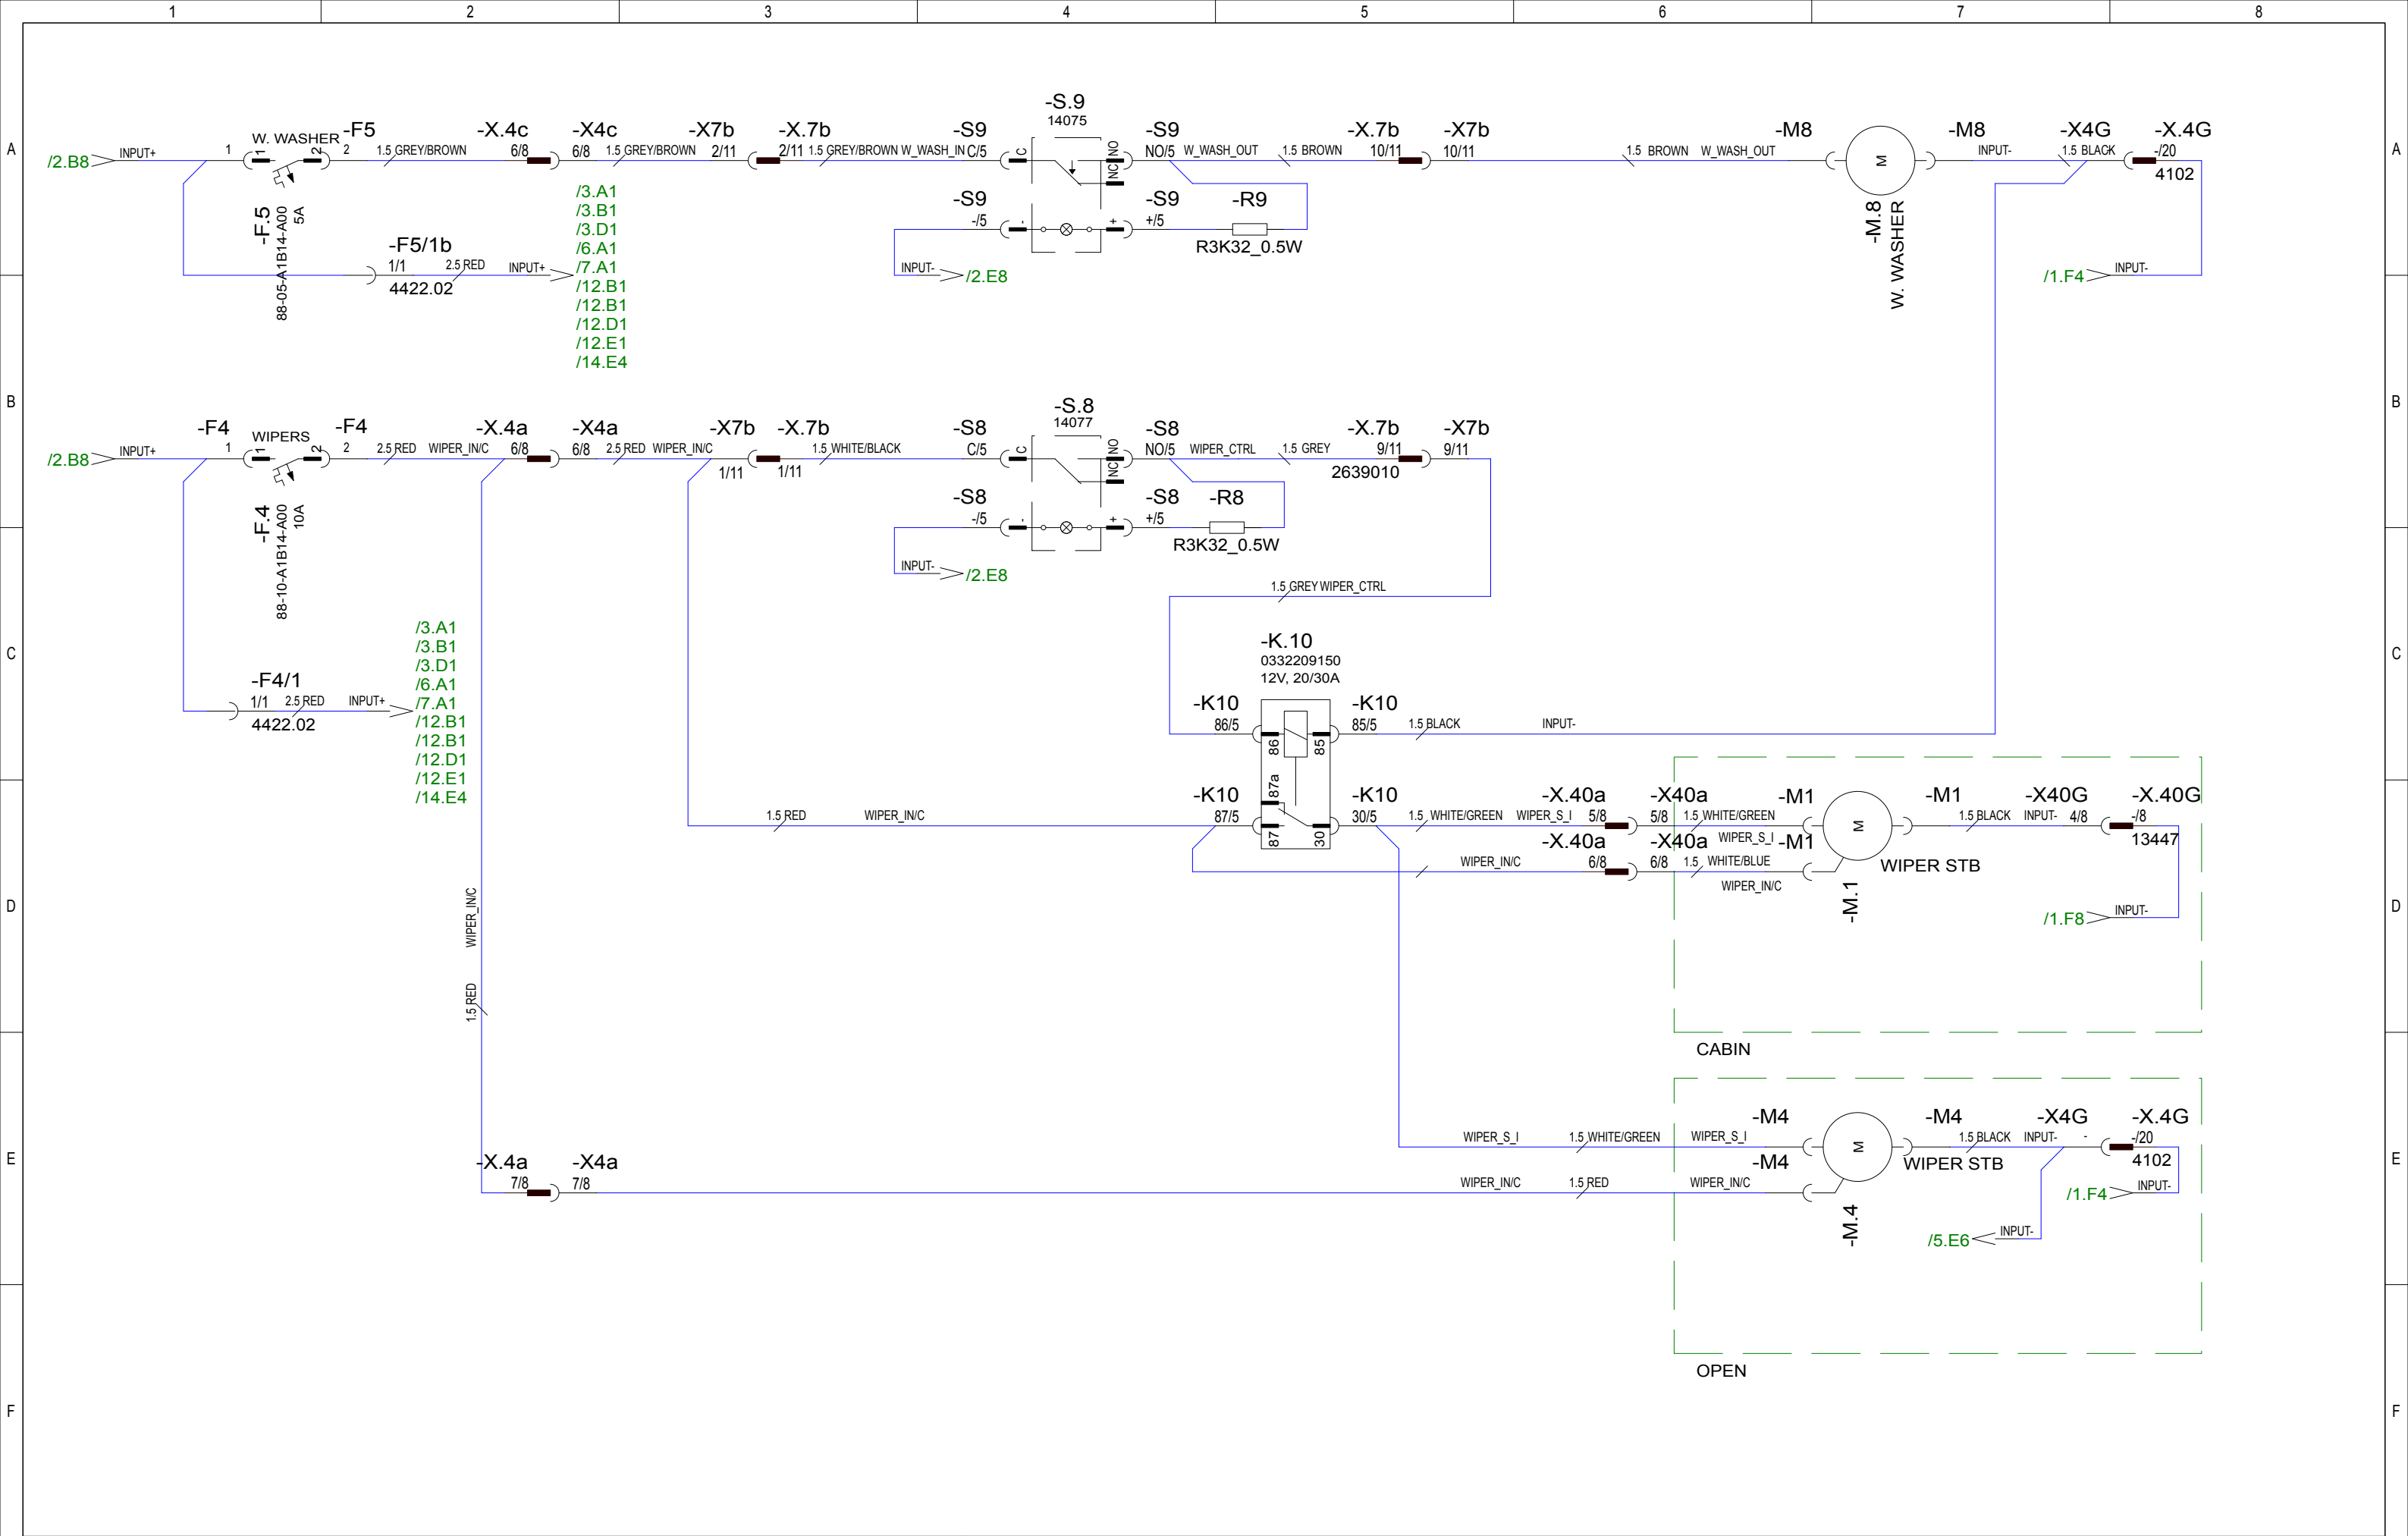 1 2 3 4 5 6 7 8
A A
-S.9
14075
-F5 -X.4c -X4c -X7b -X.7b -S9 -S9 -X.7b -X7b -M8 -M8 -X4G -X.4G
W. WASHER
/2.B8 INPUT+ 1 1 2 2 1.5 GREY/BROWN 6/8 6/8 1.5 GREY/BROWN 2/11 2/11 1.5 GREY/BROWN W_WASH_IN C/5 C NO NC NO/5 W_WASH_OUT 1.5 BROWN 10/11 10/11 1.5 BROWN W_WASH_OUT M INPUT- 1.5 BLACK -/20
4102
-F.5
88-05-A1B14-A00
5A
-S9 -S9 -R9
-/5 - + +/5
R3K32_0.5W
INPUT- /2.E8
-M.8
W. WASHER
/1.F4 INPUT-
-F5/1b
1/1 2.5 RED INPUT+
4422.02
/3.A1
/3.B1
/3.D1
/6.A1
/7.A1
/12.B1
/12.B1
/12.D1
/12.E1
/14.E4
B B
-S.8
14077
-F4 WIPERS -F4 -X.4a -X4a -X7b -X.7b -S8 -S8 -X.7b -X7b
/2.B8 INPUT+ 1 1 2 2 2.5 RED WIPER_IN/C 6/8 6/8 2.5 RED WIPER_IN/C 1/11 1/11 1.5 WHITE/BLACK C/5 C NO NC NO/5 WIPER_CTRL 1.5 GREY 9/11 9/11
2639010
-F.4
88-10-A1B14-A00
10A
-S8 -S8 -R8
-/5 - + +/5
R3K32_0.5W
INPUT- /2.E8
1.5 GREY WIPER_CTRL
C C
-F4/1
1/1 2.5 RED INPUT+
4422.02
/3.A1
/3.B1
/3.D1
/6.A1
/7.A1
/12.B1
/12.B1
/12.D1
/12.E1
/14.E4
-K.10
0332209150
12V, 20/30A
-K10 -K10
86/5 86 85 85/5 1.5 BLACK INPUT-
87a
-K10 -K10 -X.40a -X40a -M1 -M1 -X40G -X.40G
1.5 RED WIPER_IN/C 87/5 87 30 30/5 1.5 WHITE/GREEN WIPER_S_I 5/8 5/8 1.5 WHITE/GREEN M 1.5 BLACK INPUT- 4/8 -/8
13447
WIPER_S_I
-X.40a -X40a -M1
WIPER_IN/C 6/8 6/8 1.5 WHITE/BLUE
WIPER_IN/C
WIPER STB
-M.1
/1.F8 INPUT-
D D
WIPER_IN/C
1.5 RED
CABIN
-M4 -M4 -X4G -X.4G
WIPER_S_I 1.5 WHITE/GREEN WIPER_S_I M 1.5 BLACK INPUT- - -/20
4102
E E
-X.4a -X4a -M4 WIPER STB
7/8 7/8 WIPER_IN/C 1.5 RED WIPER_IN/C
/1.F4 INPUT-
-M.4
/5.E6 INPUT-
OPEN
F F